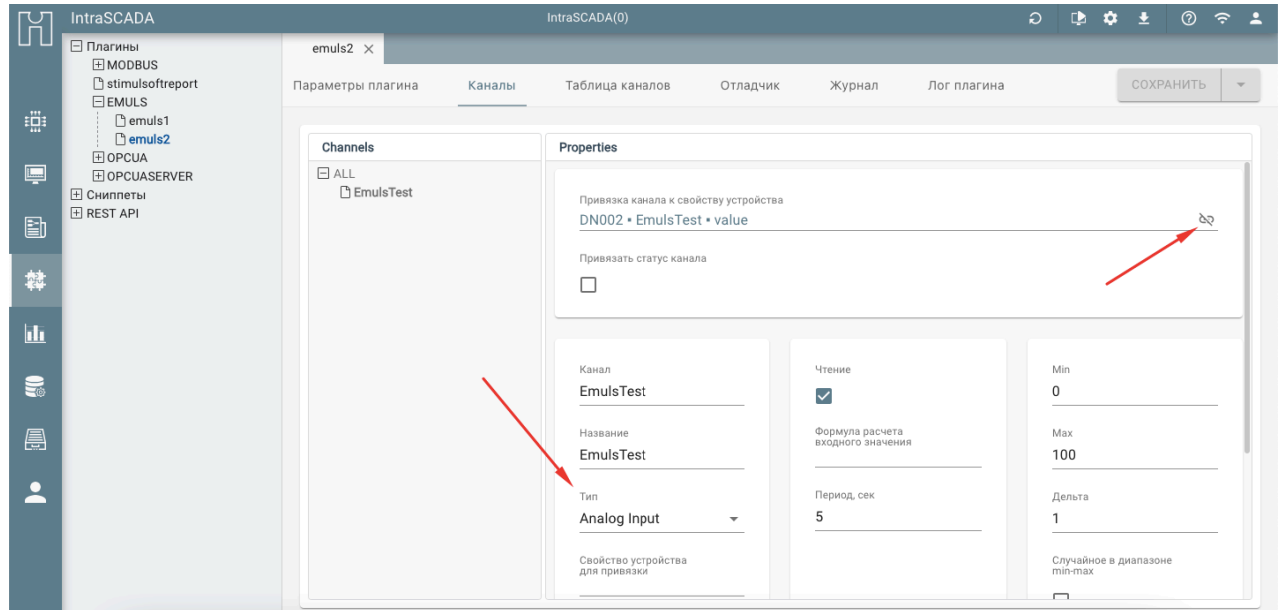 IntraSCADA
IntraSCADA(0)
Плагины
MODBUS
stimulsoftreport
EMULS
emuls1
emuls2
OPCUA
OPCUASERVER
Сниппеты
REST API
emuls2
Параметры плагина
Каналы
Таблица каналов
Отладчик
Журнал
Лог плагина
СОХРАНИТЬ
Channels
ALL
EmulsTest
Properties
Привязка канала к свойству устройства
DN002 ▪ EmulsTest ▪ value
Привязать статус канала
Канал
EmulsTest
Название
EmulsTest
Тип
Analog Input
Свойство устройства
для привязки
Чтение
Формула расчета
входного значения
Период, сек
5
Min
0
Max
100
Дельта
1
Случайное в диапазоне
min-max